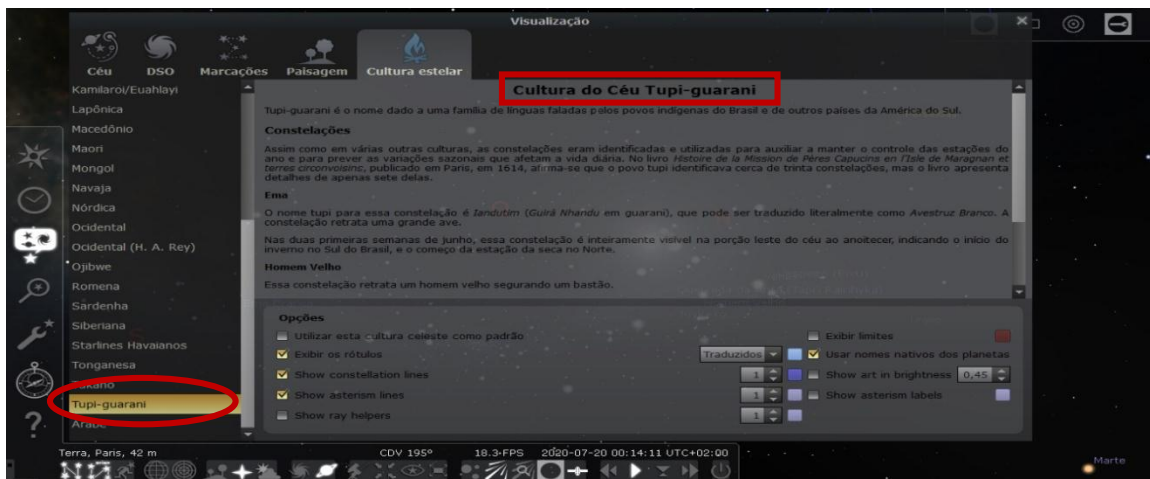 Visualização
Céu DSO Marcações Paisagem Cultura estelar
Kamilaroi/Euahlayi
Lapônica
Macedônio
Maori
Mongol
Navaja
Nórdica
Ocidental
Ocidental (H. A. Rey)
Ojibwe
Romena
Sardenha
Siberiana
Starlines Havaianos
Tonganesa
Tukano
Tupi-guarani
Árabe
Cultura do Céu Tupi-guarani
Tupi-guarani é o nome dado a uma família de línguas faladas pelos povos indígenas do Brasil e de outros países da América do Sul.
Constelações
Assim como em várias outras culturas, as constelações eram identificadas e utilizadas para auxiliar a manter o controle das estações do
ano e para prever as variações sazonais que afetam a vida diária. No livro Histoire de la Mission de Pères Capucins en l'Isle de Maragnan et
terres circonvoisins, publicado em Paris, em 1614, afirma-se que o povo tupi identificava cerca de trinta constelações, mas o livro apresenta
detalhes de apenas sete delas.
Ema
O nome tupi para essa constelação é Iandutim (Guirá Nhandu em guarani), que pode ser traduzido literalmente como Avestruz Branco. A
constelação retrata uma grande ave.
Nas duas primeiras semanas de junho, essa constelação é inteiramente visível na porção leste do céu ao anoitecer, indicando o início do
inverno no Sul do Brasil, e o começo da estação da seca no Norte.
Homem Velho
Essa constelação retrata um homem velho segurando um bastão.
Opções
Utilizar esta cultura celeste como padrão
Exibir limites
Exibir os rótulos Traduzidos
Usar nomes nativos dos planetas
Show constellation lines 1
Show art in brightness 0,45
Show asterism lines 1
Show asterism labels
Show ray helpers 1
Terra, Paris, 42 m CDV 195° 18.3 FPS 2020-07-20 00:14:11 UTC+02:00
Marte